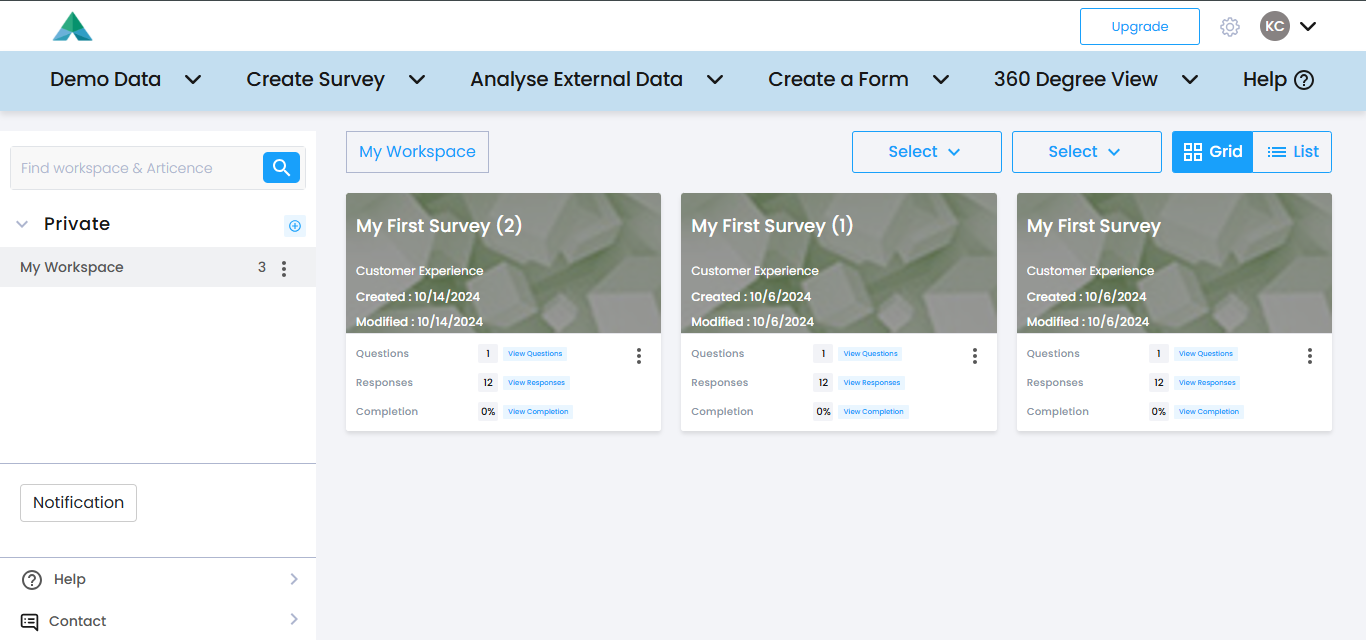 Upgrade
KC
Demo Data
Create Survey
Analyse External Data
Create a Form
360 Degree View
Help
Find workspace & Articence
Private
My Workspace 3
Notification
Help
Contact
My Workspace
Select
Select
Grid
List
My First Survey (2)
Customer Experience
Created : 10/14/2024
Modified : 10/14/2024
Questions 1 View Questions
Responses 12 View Responses
Completion 0% View Completion
My First Survey (1)
Customer Experience
Created : 10/6/2024
Modified : 10/6/2024
Questions 1 View Questions
Responses 12 View Responses
Completion 0% View Completion
My First Survey
Customer Experience
Created : 10/6/2024
Modified : 10/6/2024
Questions 1 View Questions
Responses 12 View Responses
Completion 0% View Completion